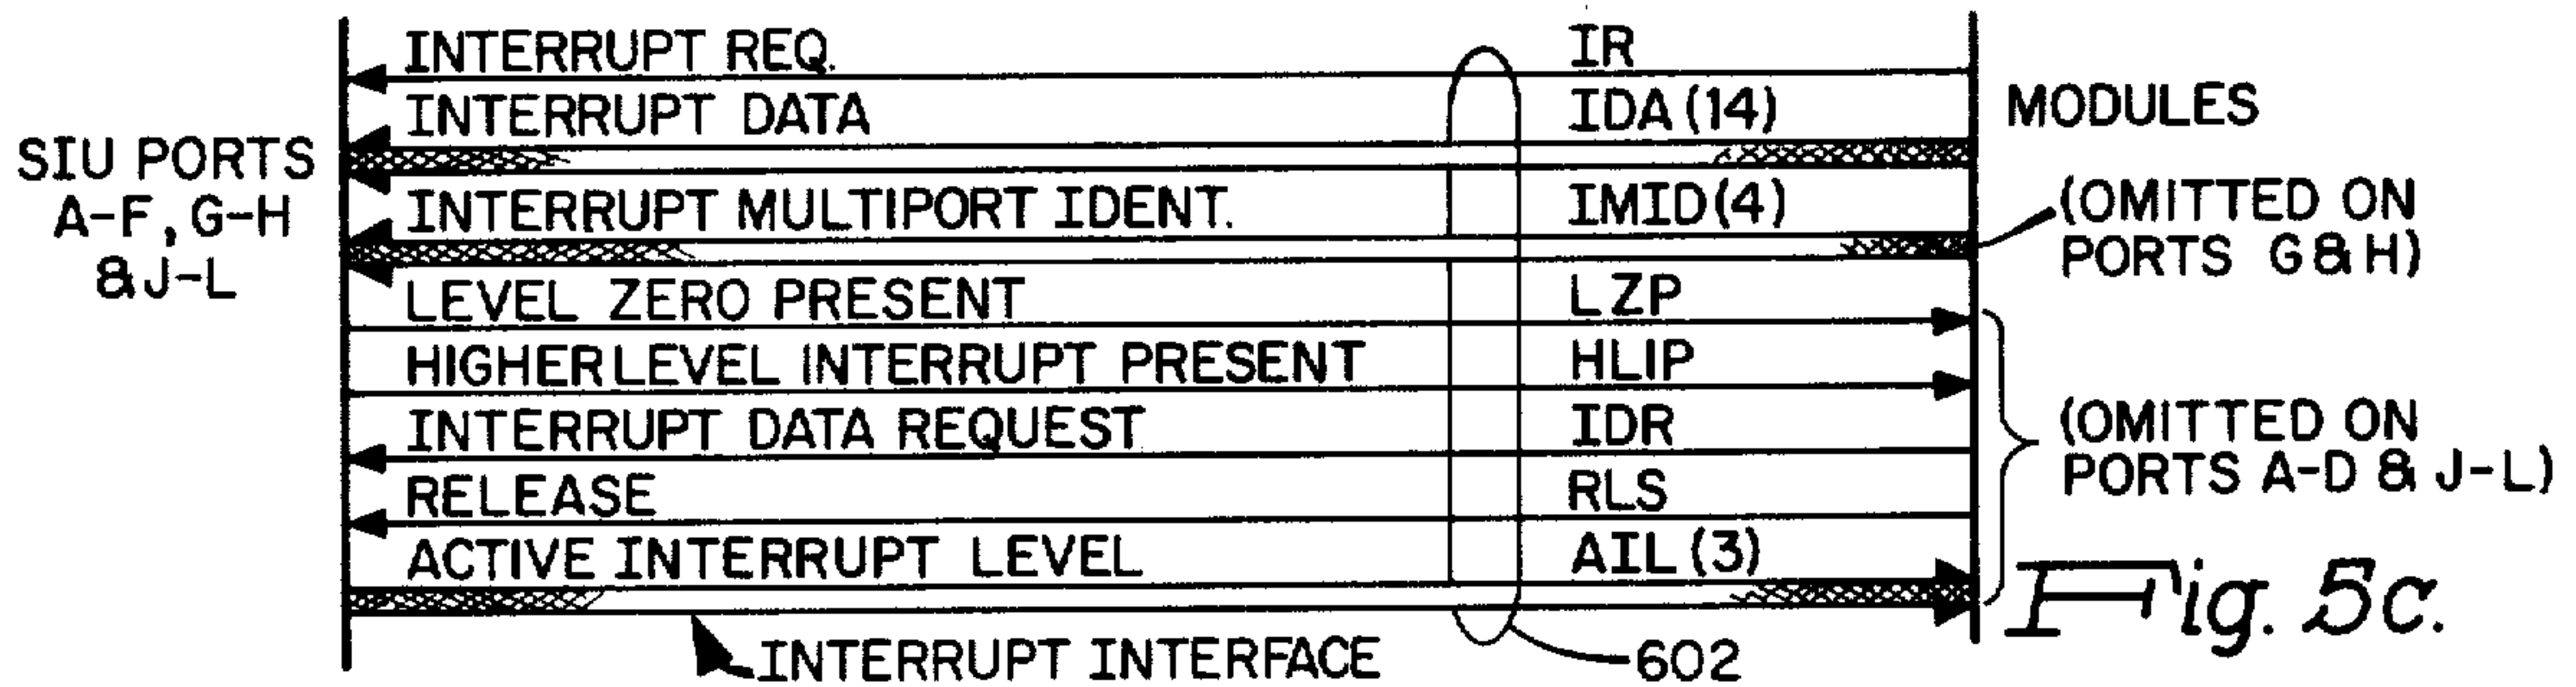 INTERRUPT REQ. IR
INTERRUPT DATA IDA (14)
MODULES
SIU PORTS
A-F, G-H
& J-L
INTERRUPT MULTIPORT IDENT. IMID (4)
(OMITTED ON
PORTS G & H)
LEVEL ZERO PRESENT LZP
HIGHER LEVEL INTERRUPT PRESENT HLIP
INTERRUPT DATA REQUEST IDR
(OMITTED ON
PORTS A-D & J-L)
RELEASE RLS
ACTIVE INTERRUPT LEVEL AIL (3)
Fig. 5c.
INTERRUPT INTERFACE 602